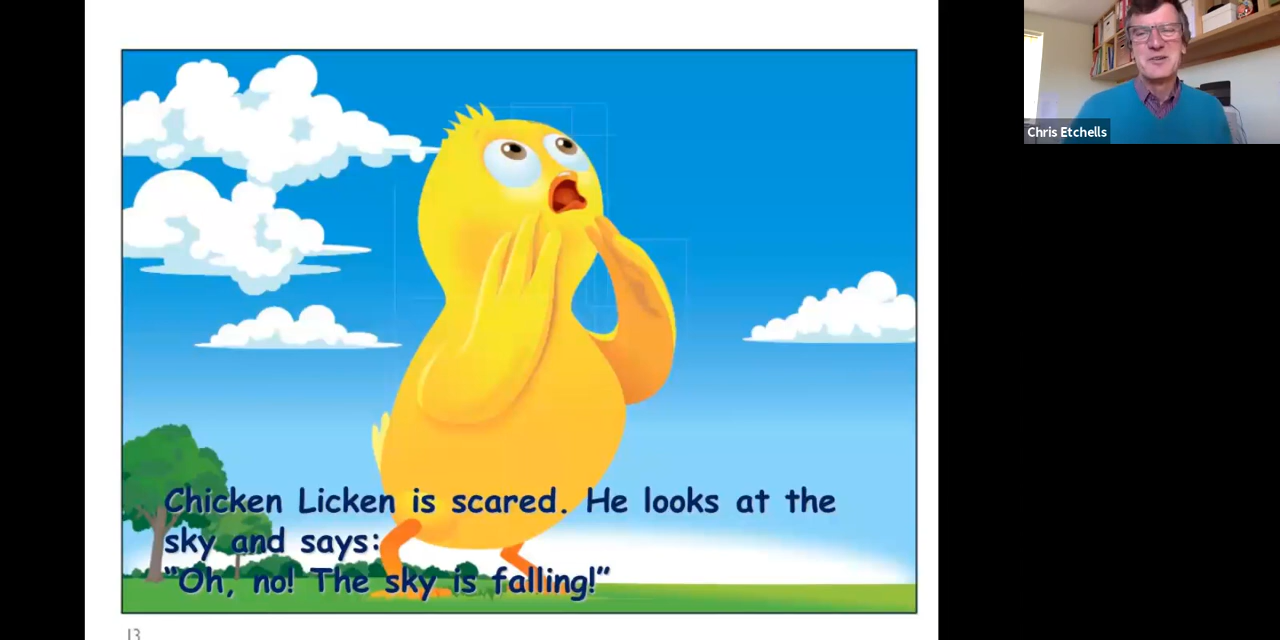 Chicken Licken is scared. He looks at the
sky and says:
“Oh, no! The sky is falling!”
13
Chris Etchells